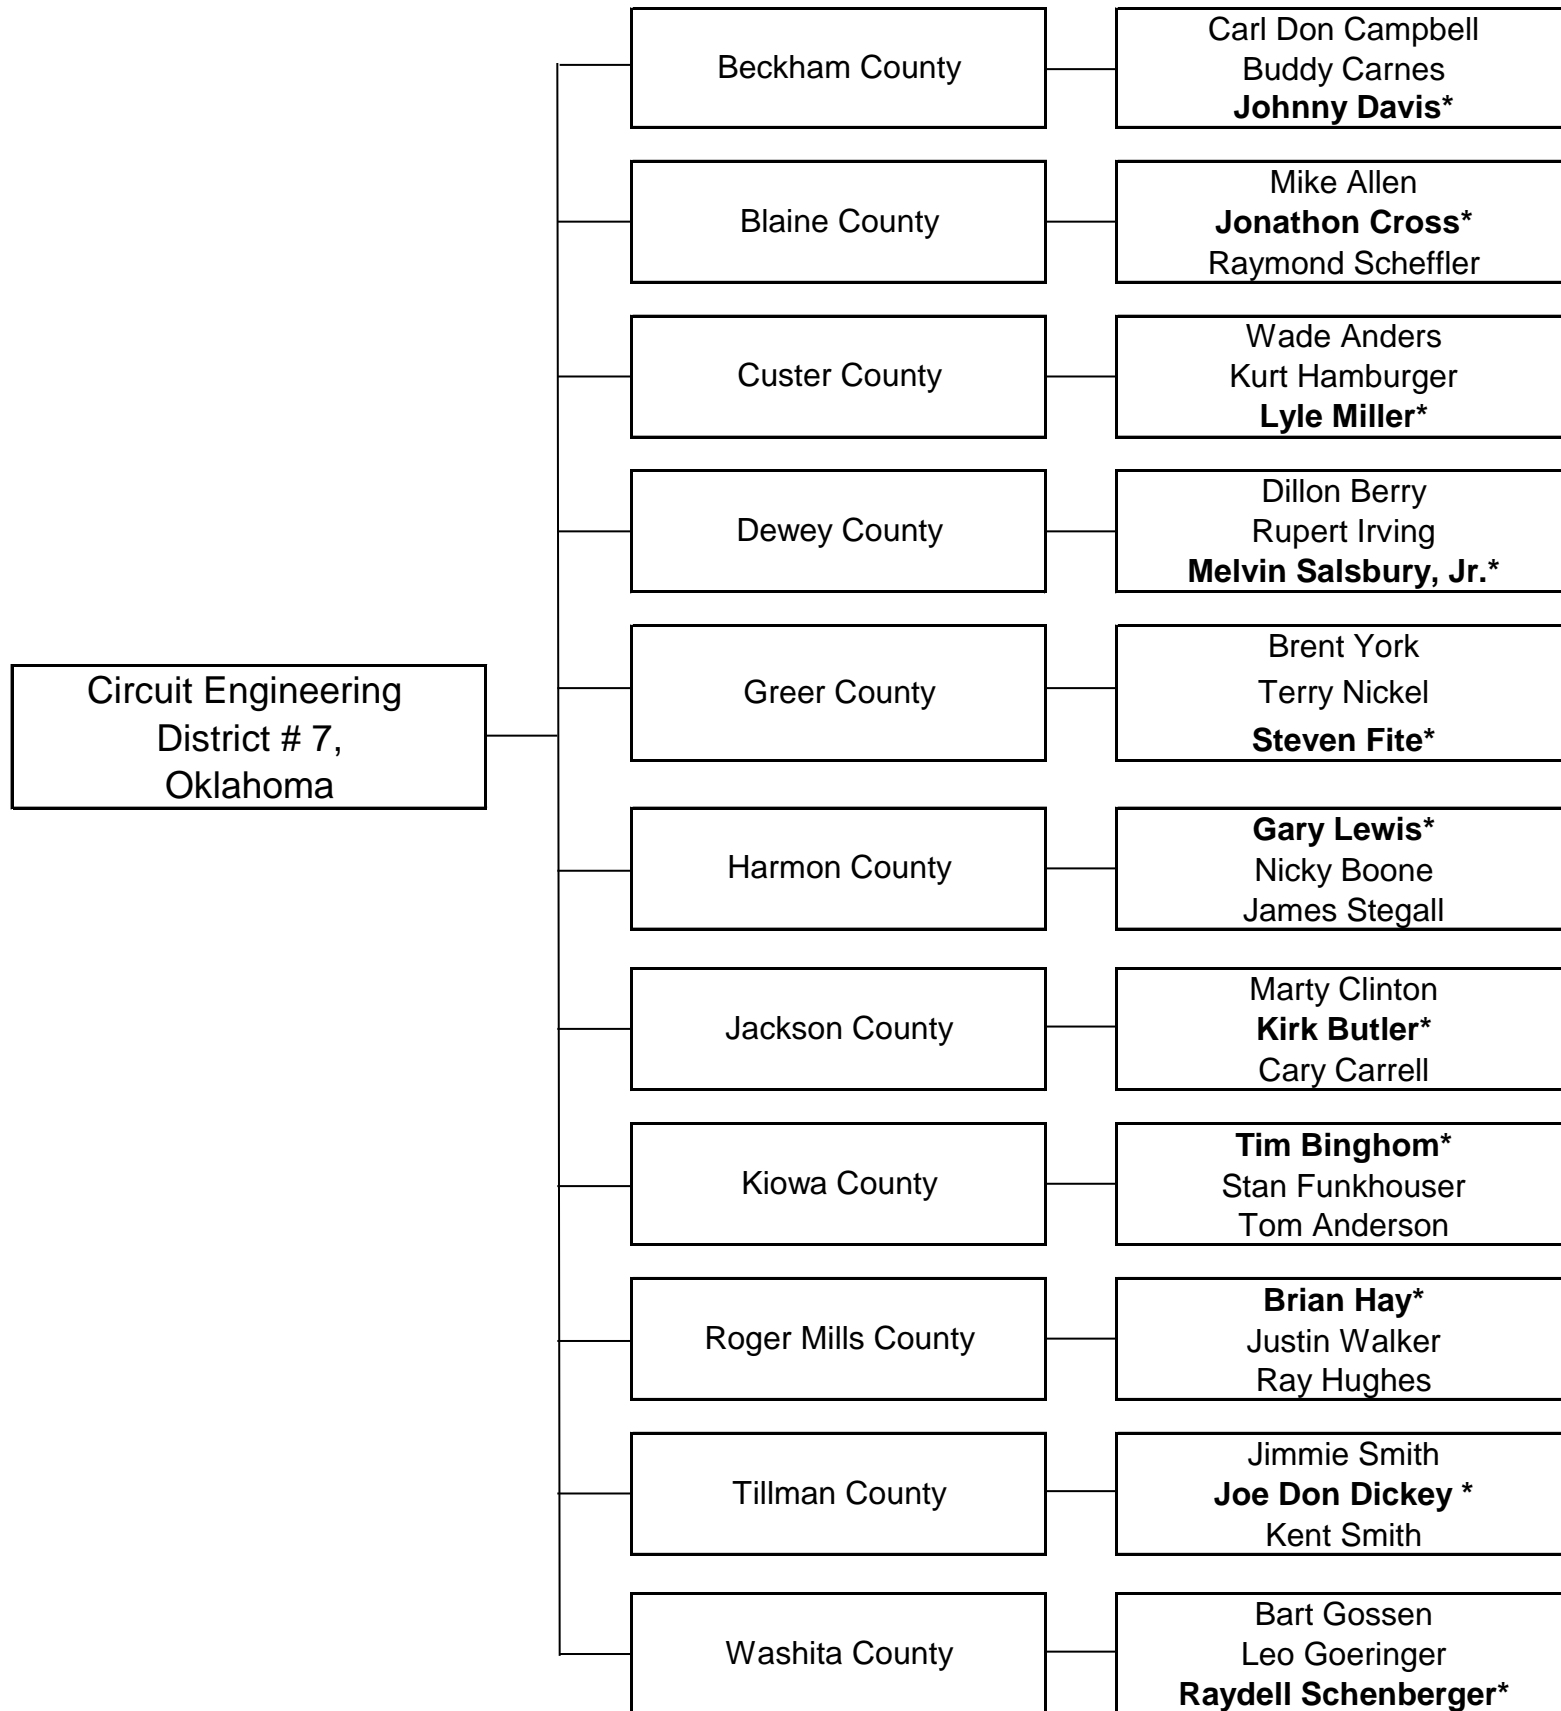 Circuit Engineering
District # 7,
Oklahoma
Beckham County
Carl Don Campbell
Buddy Carnes
Johnny Davis*
Blaine County
Mike Allen
Jonathon Cross*
Raymond Scheffler
Custer County
Wade Anders
Kurt Hamburger
Lyle Miller*
Dewey County
Dillon Berry
Rupert Irving
Melvin Salsbury, Jr.*
Greer County
Brent York
Terry Nickel
Steven Fite*
Harmon County
Gary Lewis*
Nicky Boone
James Stegall
Jackson County
Marty Clinton
Kirk Butler*
Cary Carrell
Kiowa County
Tim Binghom*
Stan Funkhouser
Tom Anderson
Roger Mills County
Brian Hay*
Justin Walker
Ray Hughes
Tillman County
Jimmie Smith
Joe Don Dickey *
Kent Smith
Washita County
Bart Gossen
Leo Goeringer
Raydell Schenberger*